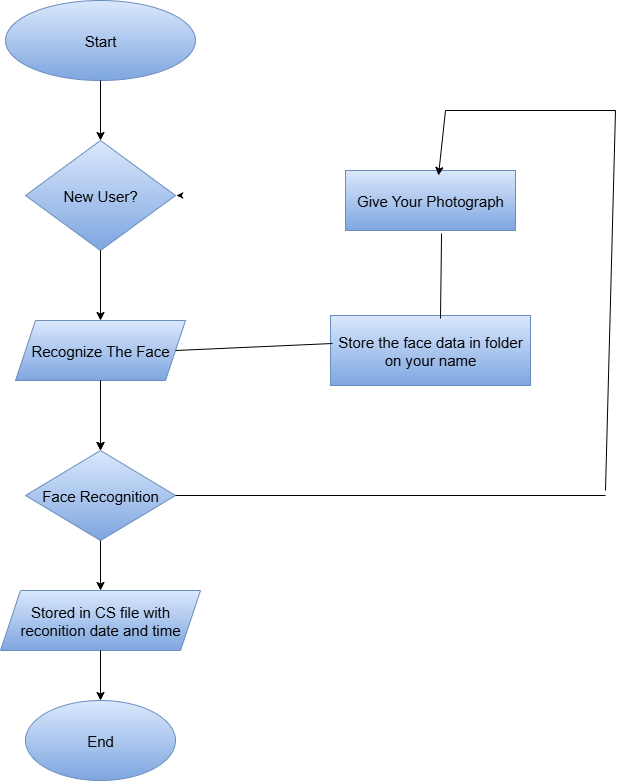 Start
New User?
Give Your Photograph
Recognize The Face
Store the face data in folder
on your name
Face Recognition
Stored in CS file with
reconition date and time
End